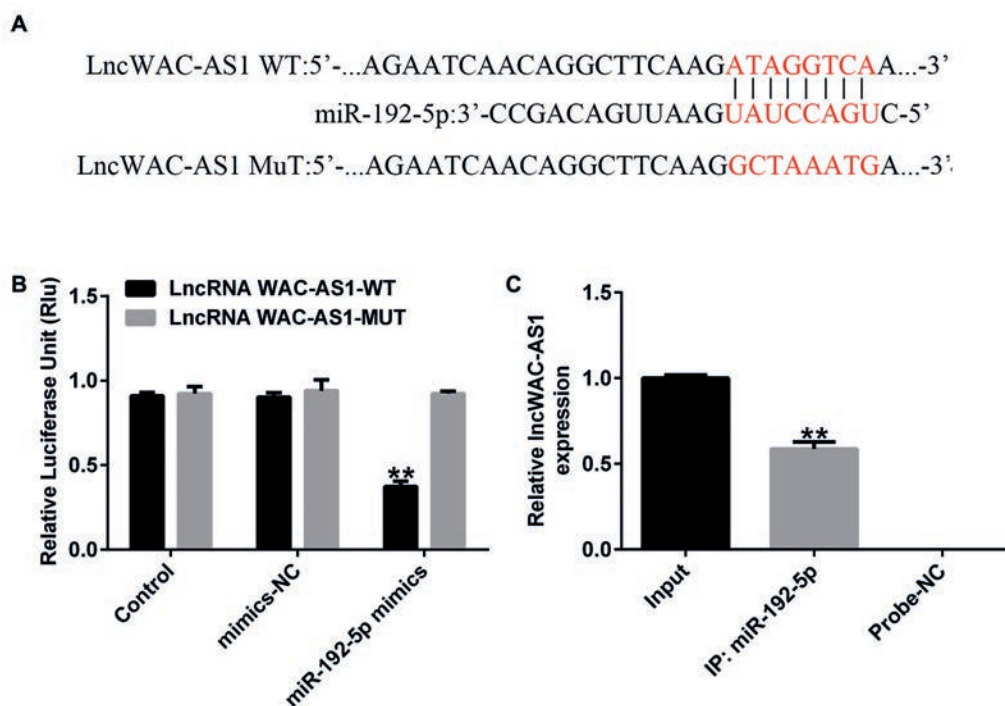 A
LncWAC-AS1 WT:5’-...AGAATCAACAGGCTTCAAGATAGGTCAA...-3’
miR-192-5p:3’-CCGACAGUUAAGUAUCCAGUC-5’
LncWAC-AS1 MuT:5’-...AGAATCAACAGGCTTCAAGGCTAAATGA...-3’
B
LncRNA WAC-AS1-WT
LncRNA WAC-AS1-MUT
Relative Luciferase Unit (Rlu)
1.5
1.0
0.5
0.0
**
Control
mimics-NC
miR-192-5p mimics
C
Relative lncWAC-AS1
expression
1.5
1.0
0.5
0.0
**
Input
IP: miR-192-5p
Probe-NC